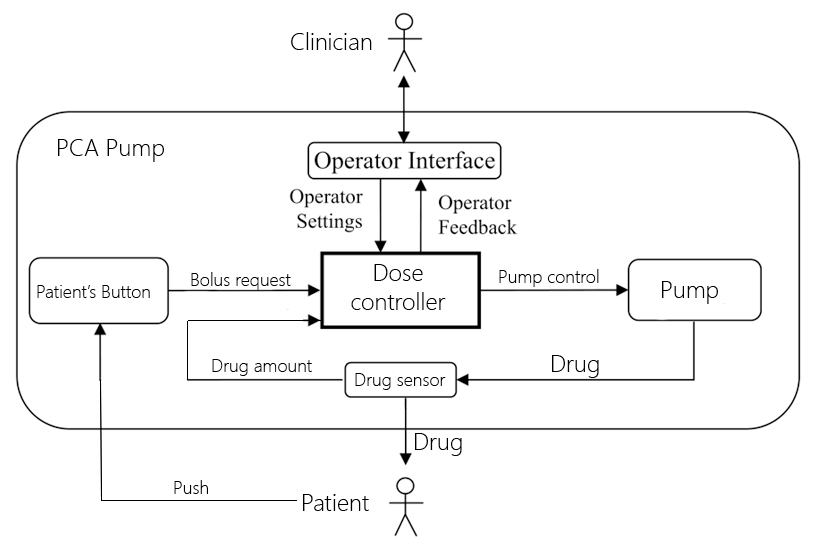 Clinician
PCA Pump
Operator Interface
Operator
Settings
Operator
Feedback
Patient's Button
Bolus request
Dose
controller
Pump control
Pump
Drug amount
Drug sensor
Drug
Drug
Push
Patient